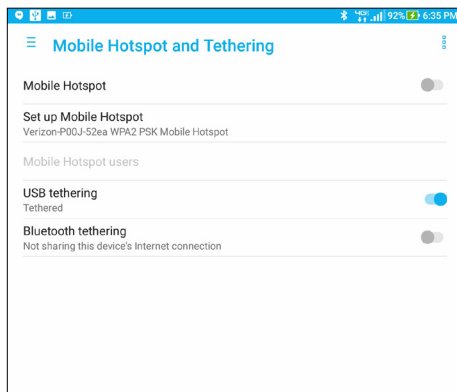 4G 92% 6:35 PM
Mobile Hotspot and Tethering
Mobile Hotspot
Set up Mobile Hotspot
Verizon-P00J-52ea WPA2 PSK Mobile Hotspot
Mobile Hotspot users
USB tethering
Tethered
Bluetooth tethering
Not sharing this device's Internet connection